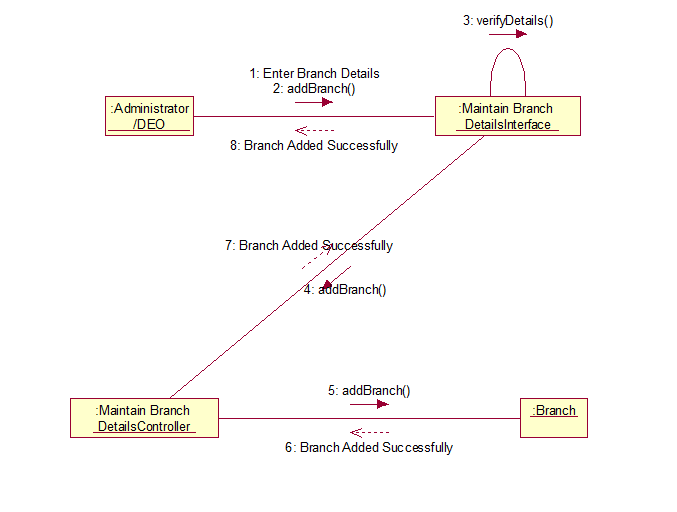 3: verifyDetails()
1: Enter Branch Details
2: addBranch()
:Administrator
/DEO
:Maintain Branch
DetailsInterface
8: Branch Added Successfully
7: Branch Added Successfully
4: addBranch()
5: addBranch()
:Maintain Branch
DetailsController
:Branch
6: Branch Added Successfully